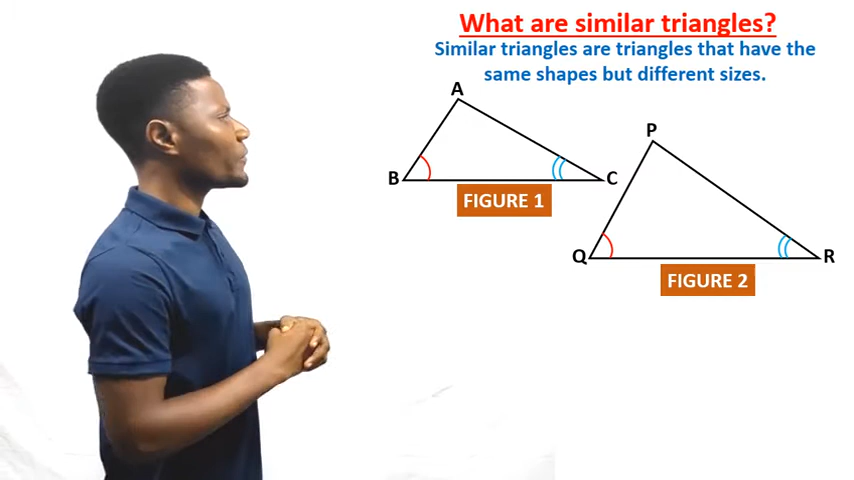 What are similar triangles?
Similar triangles are triangles that have the
same shapes but different sizes.
A
B
C
FIGURE 1
P
Q
R
FIGURE 2